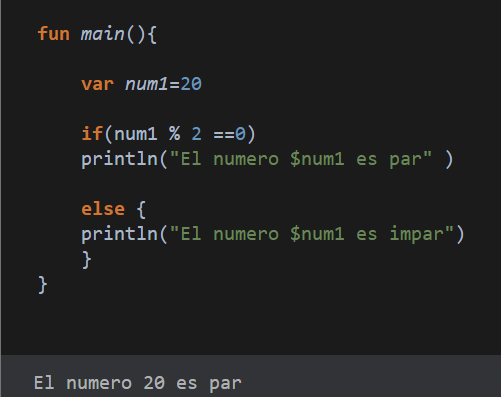 fun main(){
var num1=20
if(num1 % 2 ==0)
println("El numero $num1 es par" )
else {
println("El numero $num1 es impar")
}
}
El numero 20 es par